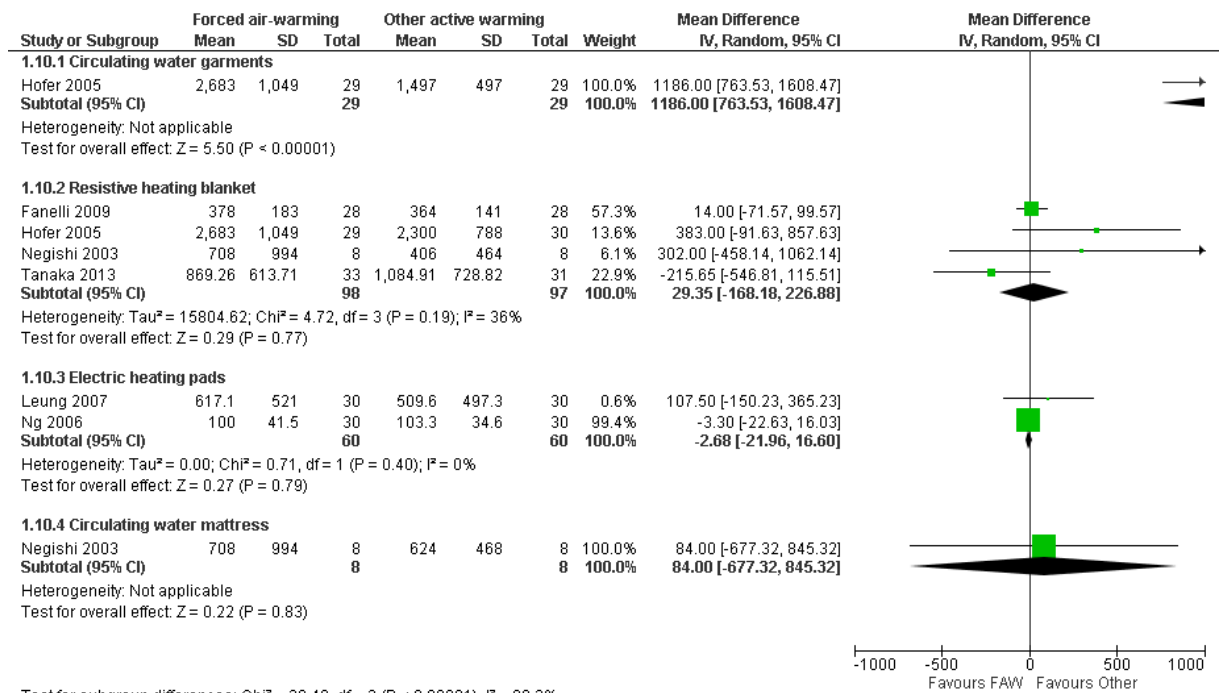 Forced air-warming Other active warming Mean Difference Mean Difference
Study or Subgroup Mean SD Total Mean SD Total Weight IV, Random, 95% CI IV, Random, 95% CI
1.10.1 Circulating water garments
Hofer 2005 2,683 1,049 29 1,497 497 29 100.0% 1186.00 [763.53, 1608.47]
Subtotal (95% CI) 29 29 100.0% 1186.00 [763.53, 1608.47]
Heterogeneity: Not applicable
Test for overall effect: Z = 5.50 (P < 0.00001)
1.10.2 Resistive heating blanket
Fanelli 2009 378 183 28 364 141 28 57.3% 14.00 [-71.57, 99.57]
Hofer 2005 2,683 1,049 29 2,300 788 30 13.6% 383.00 [-91.63, 857.63]
Negishi 2003 708 994 8 406 464 8 6.1% 302.00 [-458.14, 1062.14]
Tanaka 2013 869.26 613.71 33 1,084.91 728.82 31 22.9% -215.65 [-546.81, 115.51]
Subtotal (95% CI) 98 97 100.0% 29.35 [-168.18, 226.88]
Heterogeneity: Tau² = 15804.62; Chi² = 4.72, df = 3 (P = 0.19); I² = 36%
Test for overall effect: Z = 0.29 (P = 0.77)
1.10.3 Electric heating pads
Leung 2007 617.1 521 30 509.6 497.3 30 0.6% 107.50 [-150.23, 365.23]
Ng 2006 100 41.5 30 103.3 34.6 30 99.4% -3.30 [-22.63, 16.03]
Subtotal (95% CI) 60 60 100.0% -2.68 [-21.96, 16.60]
Heterogeneity: Tau² = 0.00; Chi² = 0.71, df = 1 (P = 0.40); I² = 0%
Test for overall effect: Z = 0.27 (P = 0.79)
1.10.4 Circulating water mattress
Negishi 2003 708 994 8 624 468 8 100.0% 84.00 [-677.32, 845.32]
Subtotal (95% CI) 8 8 100.0% 84.00 [-677.32, 845.32]
Heterogeneity: Not applicable
Test for overall effect: Z = 0.22 (P = 0.83)
-1000 -500 0 500 1000
Favours FAW Favours Other
Test for subgroup differences: Chi²